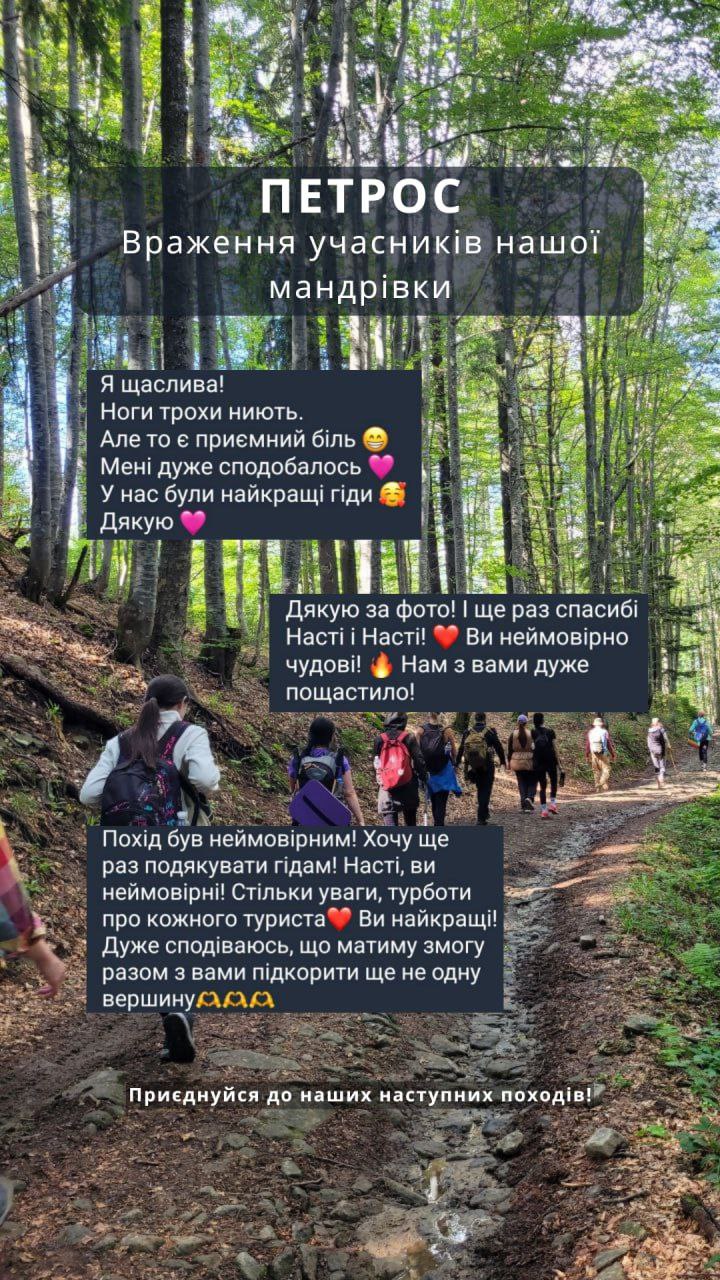 ПЕТРОС
Враження учасників нашої
мандрівки
Я щаслива!
Ноги трохи ниють.
Але то є приємний біль 😁
Мені дуже сподобалось 🩷
У нас були найкращі гіди 🥰
Дякую 🩷
Дякую за фото! І ще раз спасибі
Насті і Насті! ❤️ Ви неймовірно
чудові! 🔥 Нам з вами дуже
пощастило!
Похід був неймовірним! Хочу ще
раз подякувати гідам! Насті, ви
неймовірні! Стільки уваги, турботи
про кожного туриста❤️ Ви найкращі!
Дуже сподіваюсь, що матиму змогу
разом з вами підкорити ще не одну
вершину🫶🫶🫶
Приєднуйся до наших наступних походів!